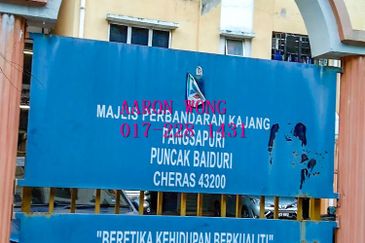 AARON WONG
MAJLIS PERBANDARAN KAJANG
017-228 1431
PANGSAPURI
PUNCAK BAIDURI
CHERAS 43200
"BERETIKA KEHIDUPAN BERKUALITI"